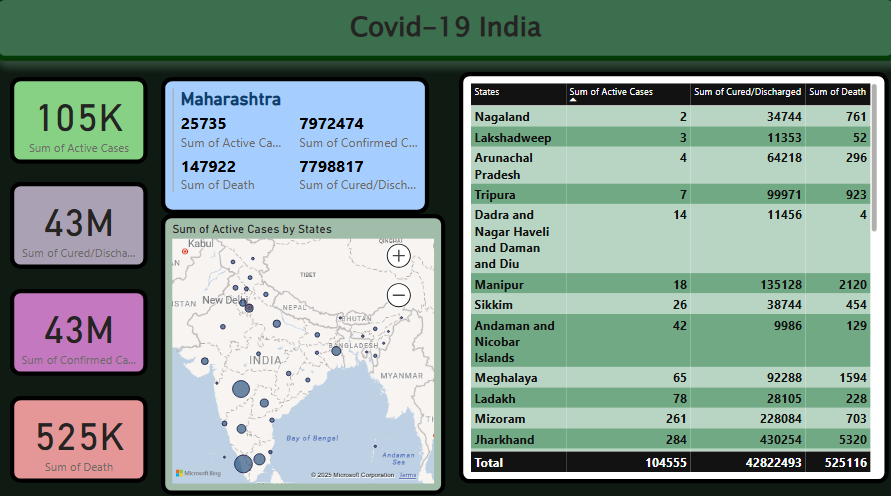 Covid-19 India
105K
Sum of Active Cases
43M
Sum of Cured/Discha...
43M
Sum of Confirmed Ca...
525K
Sum of Death
Maharashtra
25735 7972474
Sum of Active Ca... Sum of Confirmed C...
147922 7798817
Sum of Death Sum of Cured/Disch...
Sum of Active Cases by States
Kabul
QINGHAI
TIBET
ISTAN
New Delhi
NEPAL
BHUTAN
BANGLADESH
INDIA
MYANMAR
Bay of Bengal
Andaman
Sea
Microsoft Bing
© 2025 Microsoft Corporation Terms
States Sum of Active Cases Sum of Cured/Discharged Sum of Death
Nagaland 2 34744 761
Lakshadweep 3 11353 52
Arunachal 4 64218 296
Pradesh
Tripura 7 99971 923
Dadra and 14 11456 4
Nagar Haveli
and Daman
and Diu
Manipur 18 135128 2120
Sikkim 26 38744 454
Andaman and 42 9986 129
Nicobar
Islands
Meghalaya 65 92288 1594
Ladakh 78 28105 228
Mizoram 261 228084 703
Jharkhand 284 430254 5320
Total 104555 42822493 525116